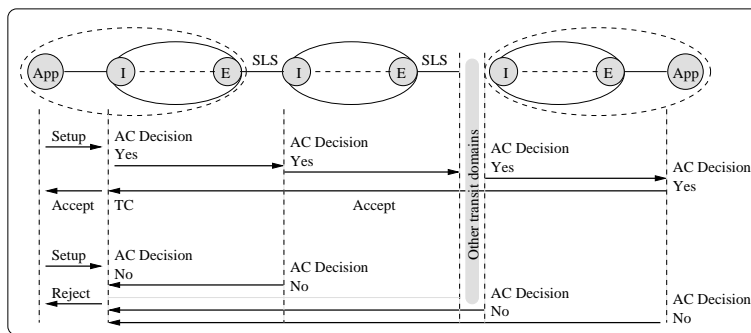 SLS SLS
App I E I E I E App
Setup AC Decision
Yes
AC Decision
Yes
AC Decision
Yes
AC Decision
Yes
Accept TC Accept
Other transit domains
Setup AC Decision
No
AC Decision
No
Reject
AC Decision
No
AC Decision
No